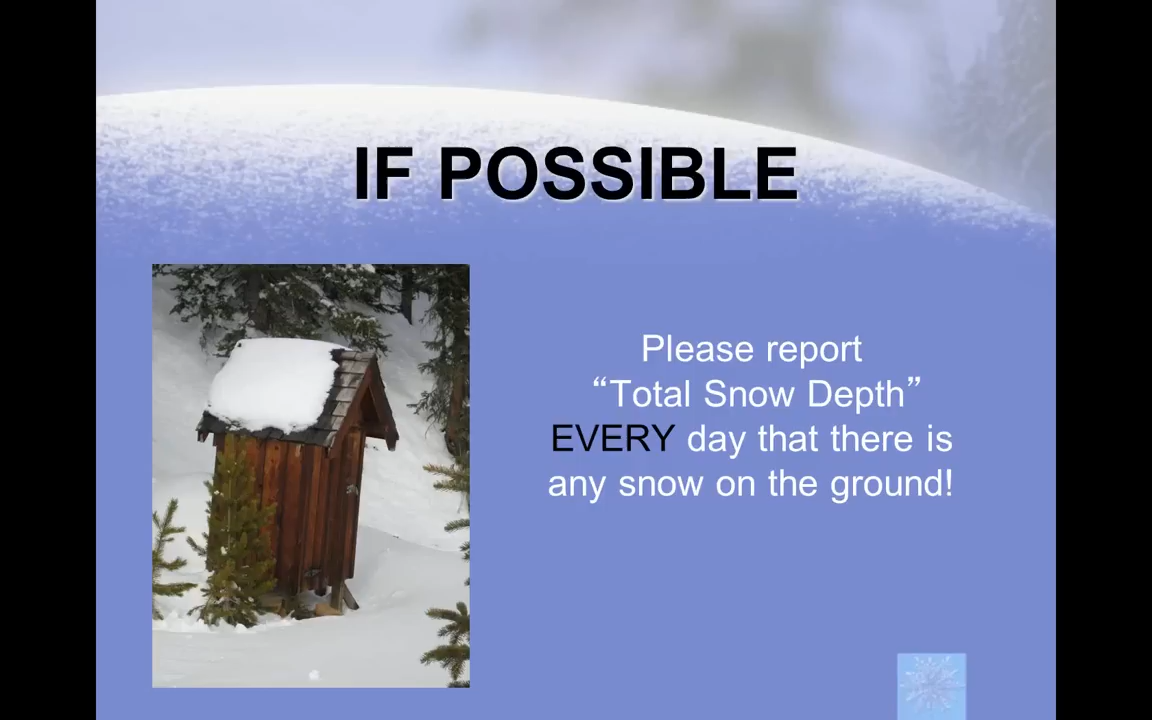 IF POSSIBLE
Please report
“Total Snow Depth”
EVERY day that there is
any snow on the ground!